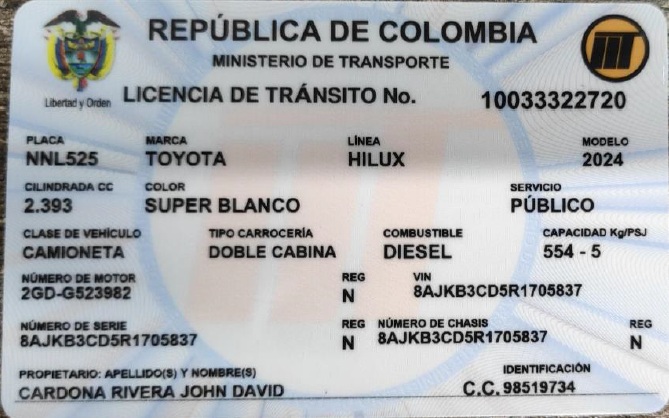 REPÚBLICA DE COLOMBIA
MINISTERIO DE TRANSPORTE
Libertad y Orden
LICENCIA DE TRÁNSITO No. 10033322720
PLACA MARCA LÍNEA MODELO
NNL525 TOYOTA HILUX 2024
CILINDRADA CC COLOR SERVICIO
2.393 SUPER BLANCO PÚBLICO
CLASE DE VEHÍCULO TIPO CARROCERÍA COMBUSTIBLE CAPACIDAD Kg/PSJ
CAMIONETA DOBLE CABINA DIESEL 554 - 5
NÚMERO DE MOTOR REG VIN
2GD-G523982 N 8AJKB3CD5R1705837
NÚMERO DE SERIE REG NÚMERO DE CHASIS REG
8AJKB3CD5R1705837 N 8AJKB3CD5R1705837 N
PROPIETARIO: APELLIDO(S) Y NOMBRE(S) IDENTIFICACIÓN
CARDONA RIVERA JOHN DAVID C.C. 98519734